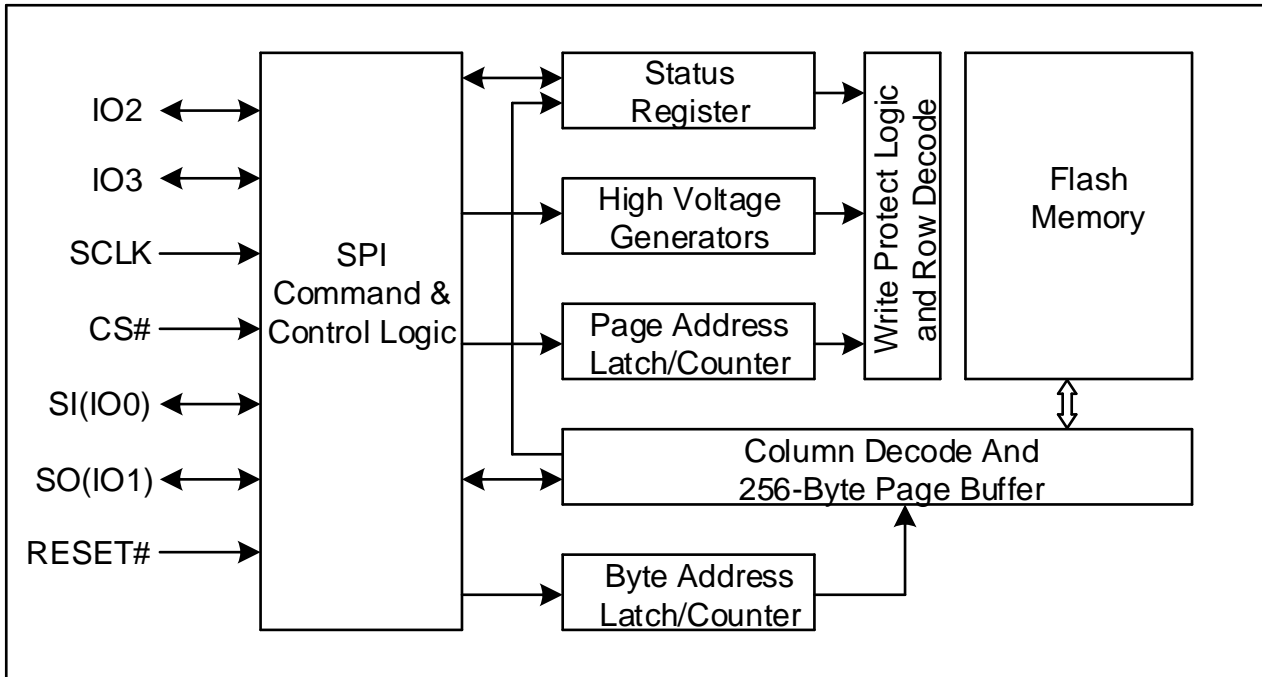 IO2
IO3
SCLK
CS#
SI(IO0)
SO(IO1)
RESET#
SPI
Command &
Control Logic
Status
Register
High Voltage
Generators
Page Address
Latch/Counter
Write Protect Logic
and Row Decode
Flash
Memory
Column Decode And
256-Byte Page Buffer
Byte Address
Latch/Counter